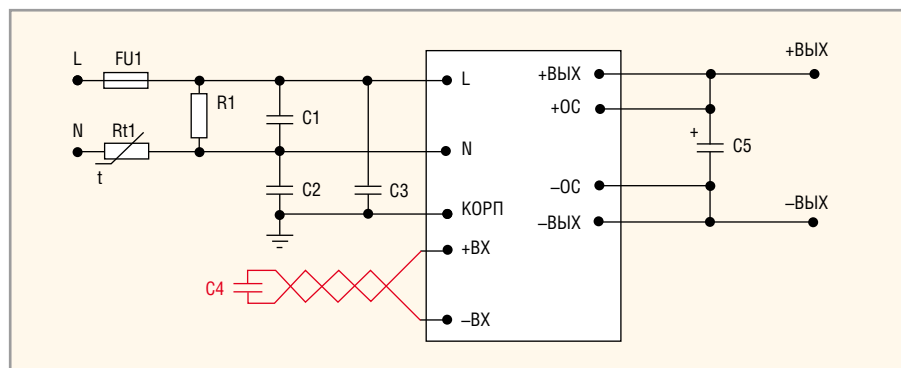 L
FU1
R1
C1
N
Rt1
t
C2
C3
C4
L
N
КОРП
+ВХ
–ВХ
+ВЫХ
+ОС
–ОС
–ВЫХ
+
C5
+ВЫХ
–ВЫХ